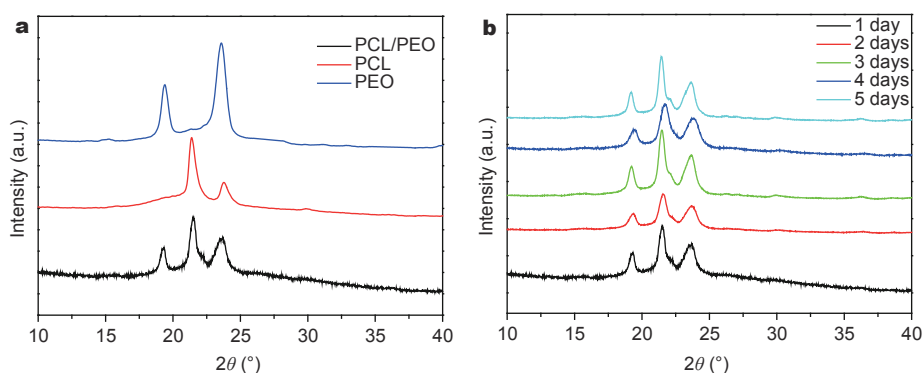 a
PCL/PEO
PCL
PEO
Intensity (a.u.)
10 15 20 25 30 35 40
2θ (°)
b
1 day
2 days
3 days
4 days
5 days
Intensity (a.u.)
10 15 20 25 30 35 40
2θ (°)